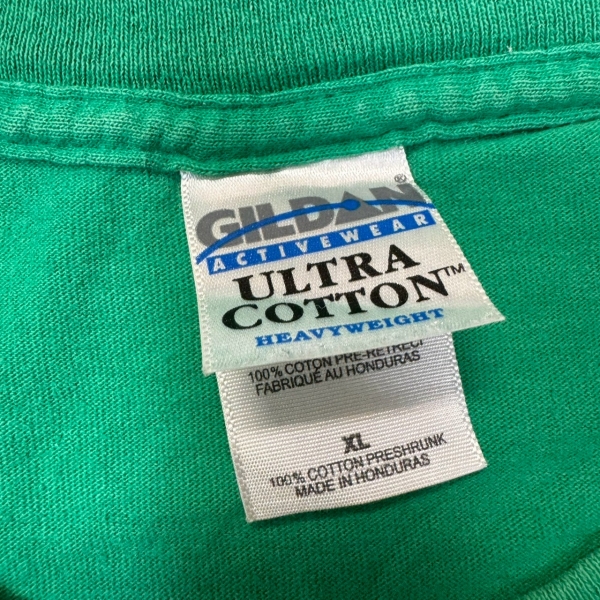 GILDAN®
ACTIVEWEAR
ULTRA
COTTON™
HEAVYWEIGHT
100% COTON PRE-RETRECI
FABRIQUÉ AU HONDURAS
XL
100% COTTON PRESHRUNK
MADE IN HONDURAS